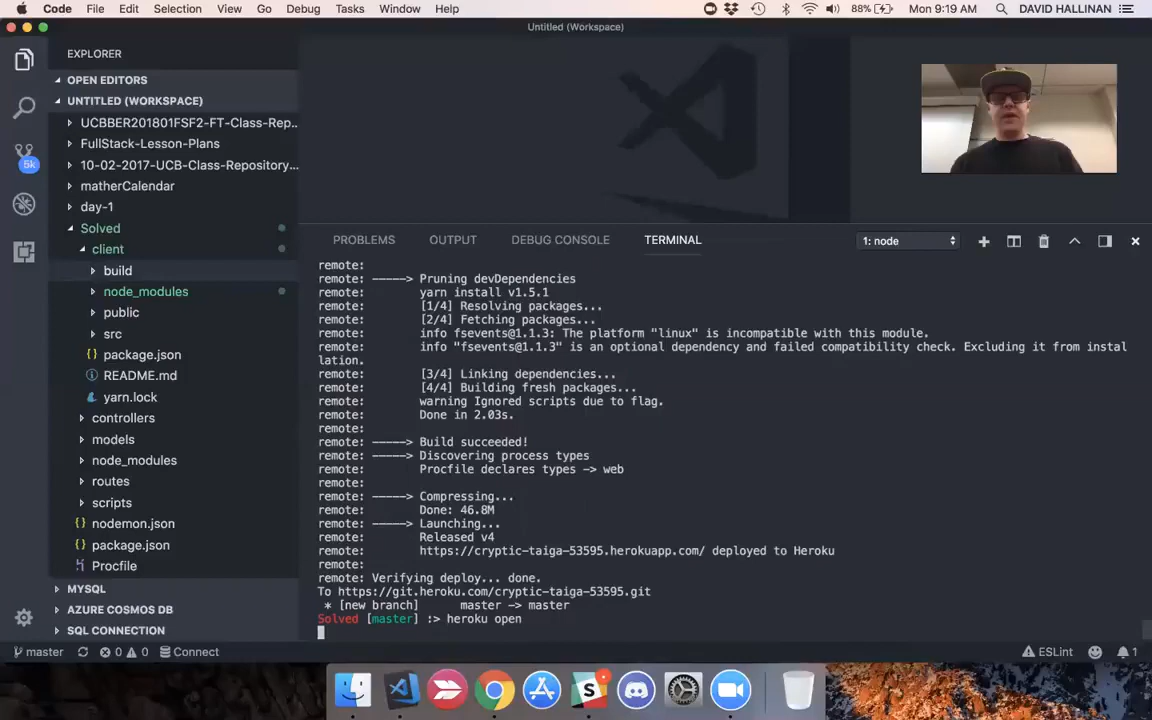 Code File Edit Selection View Go Debug Tasks Window Help 88% Mon 9:19 AM DAVID HALLINAN
Untitled (Workspace)
EXPLORER
OPEN EDITORS
UNTITLED (WORKSPACE)
UCBBER201801FSF2-FT-Class-Rep...
FullStack-Lesson-Plans
10-02-2017-UCB-Class-Repository...
matherCalendar
day-1
Solved
client
build
node_modules
public
src
package.json
README.md
yarn.lock
controllers
models
node_modules
routes
scripts
nodemon.json
package.json
Procfile
MYSQL
AZURE COSMOS DB
SQL CONNECTION
5k
PROBLEMS OUTPUT DEBUG CONSOLE TERMINAL 1: node
remote:
remote: -----> Pruning devDependencies
remote: yarn install v1.5.1
remote: [1/4] Resolving packages...
remote: [2/4] Fetching packages...
remote: info fsevents@1.1.3: The platform "linux" is incompatible with this module.
remote: info "fsevents@1.1.3" is an optional dependency and failed compatibility check. Excluding it from instal
lation.
remote: [3/4] Linking dependencies...
remote: [4/4] Building fresh packages...
remote: warning Ignored scripts due to flag.
remote: Done in 2.03s.
remote:
remote: -----> Build succeeded!
remote: -----> Discovering process types
remote: Procfile declares types -> web
remote:
remote: -----> Compressing...
remote: Done: 46.8M
remote: -----> Launching...
remote: Released v4
remote: https://cryptic-taiga-53595.herokuapp.com/ deployed to Heroku
remote:
remote: Verifying deploy... done.
To https://git.heroku.com/cryptic-taiga-53595.git
* [new branch] master -> master
Solved [master] :> heroku open
master 0 0 Connect ESLint 1